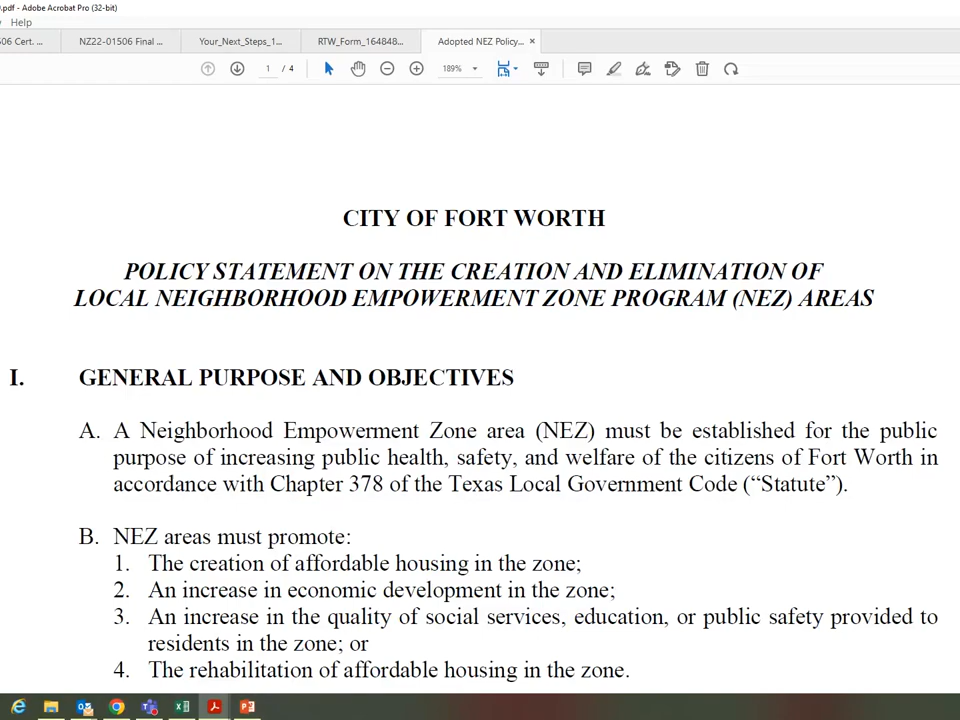 .pdf - Adobe Acrobat Pro (32-bit)
Help
506 Cert. ...
NZ22-01506 Final ...
Your_Next_Steps_1...
RTW_Form_164848...
Adopted NEZ Policy... ×
1 / 4
189%
CITY OF FORT WORTH
POLICY STATEMENT ON THE CREATION AND ELIMINATION OF
LOCAL NEIGHBORHOOD EMPOWERMENT ZONE PROGRAM (NEZ) AREAS
I. GENERAL PURPOSE AND OBJECTIVES
A. A Neighborhood Empowerment Zone area (NEZ) must be established for the public
purpose of increasing public health, safety, and welfare of the citizens of Fort Worth in
accordance with Chapter 378 of the Texas Local Government Code (“Statute”).
B. NEZ areas must promote:
1. The creation of affordable housing in the zone;
2. An increase in economic development in the zone;
3. An increase in the quality of social services, education, or public safety provided to
residents in the zone; or
4. The rehabilitation of affordable housing in the zone.